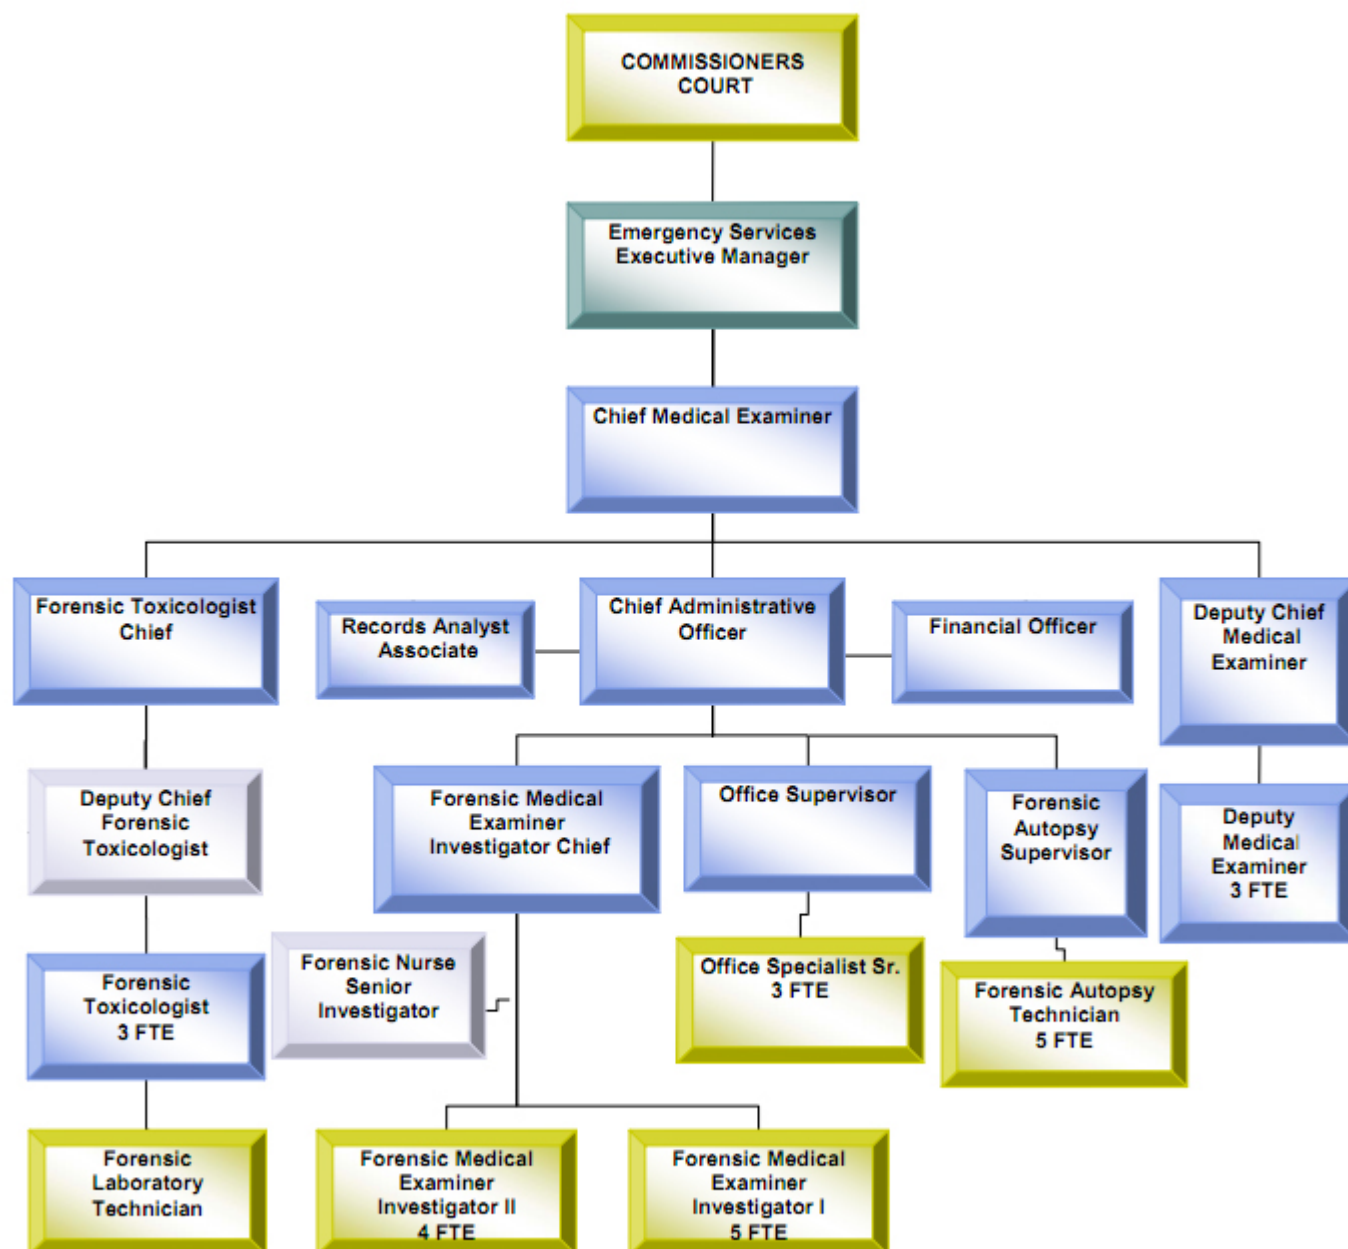 COMMISSIONERS
COURT
Emergency Services
Executive Manager
Chief Medical Examiner
Forensic Toxicologist
Chief
Records Analyst
Associate
Chief Administrative
Officer
Financial Officer
Deputy Chief
Medical
Examiner
Deputy Chief
Forensic
Toxicologist
Forensic Medical
Examiner
Investigator Chief
Office Supervisor
Forensic
Autopsy
Supervisor
Deputy
Medical
Examiner
3 FTE
Forensic
Toxicologist
3 FTE
Forensic Nurse
Senior
Investigator
Office Specialist Sr.
3 FTE
Forensic Autopsy
Technician
5 FTE
Forensic
Laboratory
Technician
Forensic Medical
Examiner
Investigator II
4 FTE
Forensic Medical
Examiner
Investigator I
5 FTE